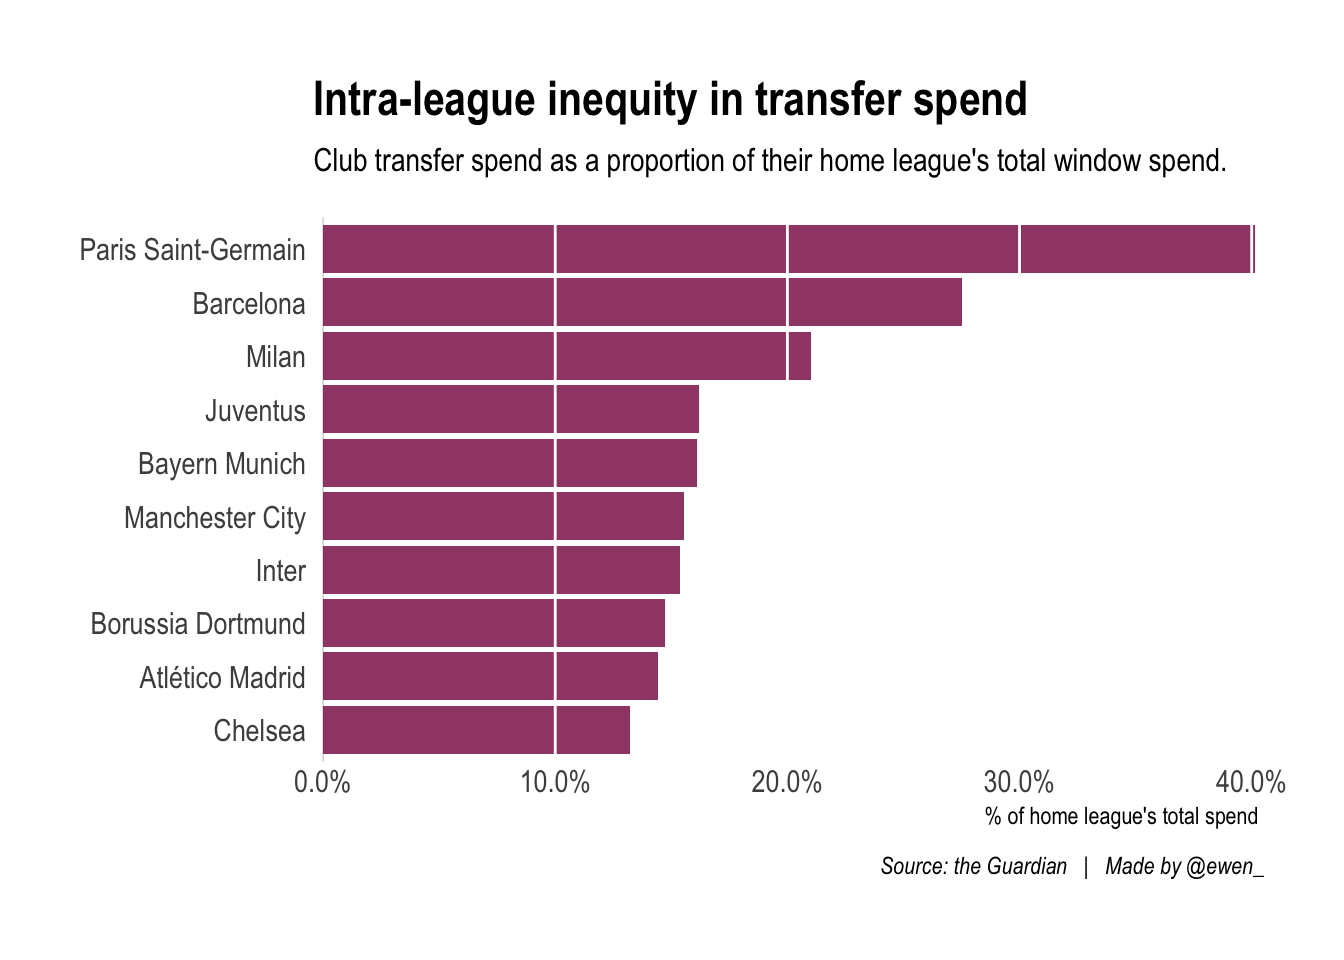 Intra-league inequity in transfer spend
Club transfer spend as a proportion of their home league's total window spend.
Paris Saint-Germain
Barcelona
Milan
Juventus
Bayern Munich
Manchester City
Inter
Borussia Dortmund
Atlético Madrid
Chelsea
0.0% 10.0% 20.0% 30.0% 40.0%
% of home league's total spend
Source: the Guardian | Made by @ewen_